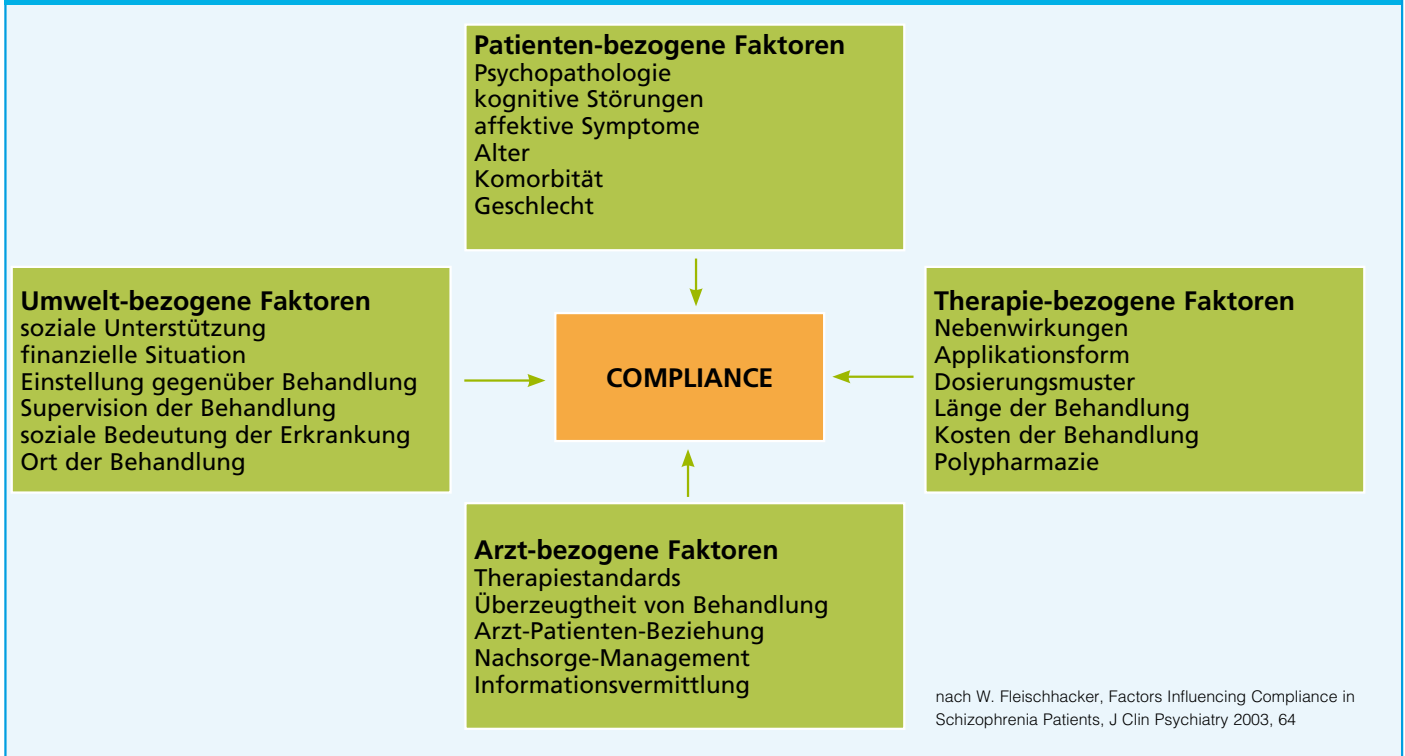 Patienten-bezogene Faktoren
Psychopathologie
kognitive Störungen
affektive Symptome
Alter
Komorbität
Geschlecht
Umwelt-bezogene Faktoren
soziale Unterstützung
finanzielle Situation
Einstellung gegenüber Behandlung
Supervision der Behandlung
soziale Bedeutung der Erkrankung
Ort der Behandlung
COMPLIANCE
Therapie-bezogene Faktoren
Nebenwirkungen
Applikationsform
Dosierungsmuster
Länge der Behandlung
Kosten der Behandlung
Polypharmazie
Arzt-bezogene Faktoren
Therapiestandards
Überzeugtheit von Behandlung
Arzt-Patienten-Beziehung
Nachsorge-Management
Informationsvermittlung
nach W. Fleischhacker, Factors Influencing Compliance in
Schizophrenia Patients, J Clin Psychiatry 2003, 64